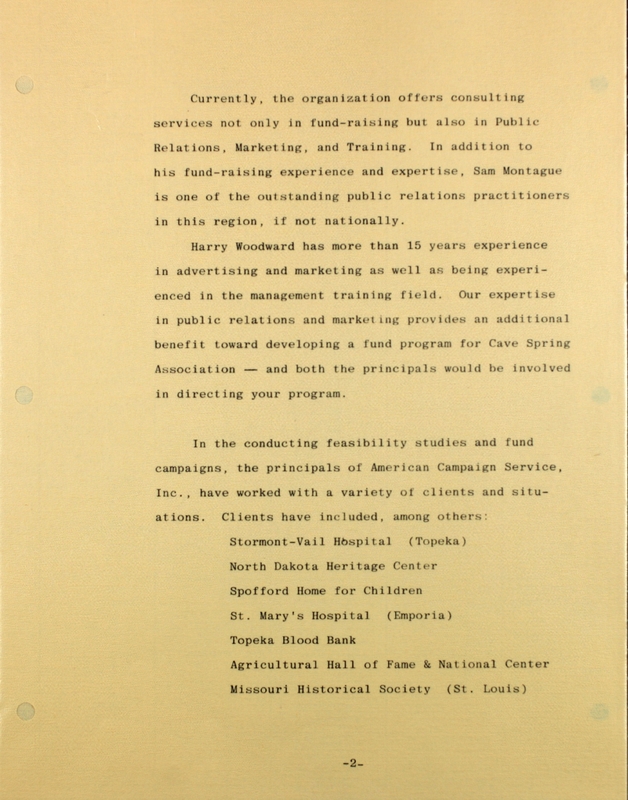 Currently, the organization offers consulting
services not only in fund-raising but also in Public
Relations, Marketing, and Training.  In addition to
his fund-raising experience and expertise, Sam Montague
is one of the outstanding public relations practitioners
in this region, if not nationally.
Harry Woodward has more than 15 years experience
in advertising and marketing as well as being experi-
enced in the management training field.  Our expertise
in public relations and marketing provides an additional
benefit toward developing a fund program for Cave Spring
Association — and both the principals would be involved
in directing your program.
In the conducting feasibility studies and fund
campaigns, the principals of American Campaign Service,
Inc., have worked with a variety of clients and situ-
ations.  Clients have included, among others:
Stormont-Vail Hospital  (Topeka)
North Dakota Heritage Center
Spofford Home for Children
St. Mary's Hospital  (Emporia)
Topeka Blood Bank
Agricultural Hall of Fame & National Center
Missouri Historical Society  (St. Louis)
-2-